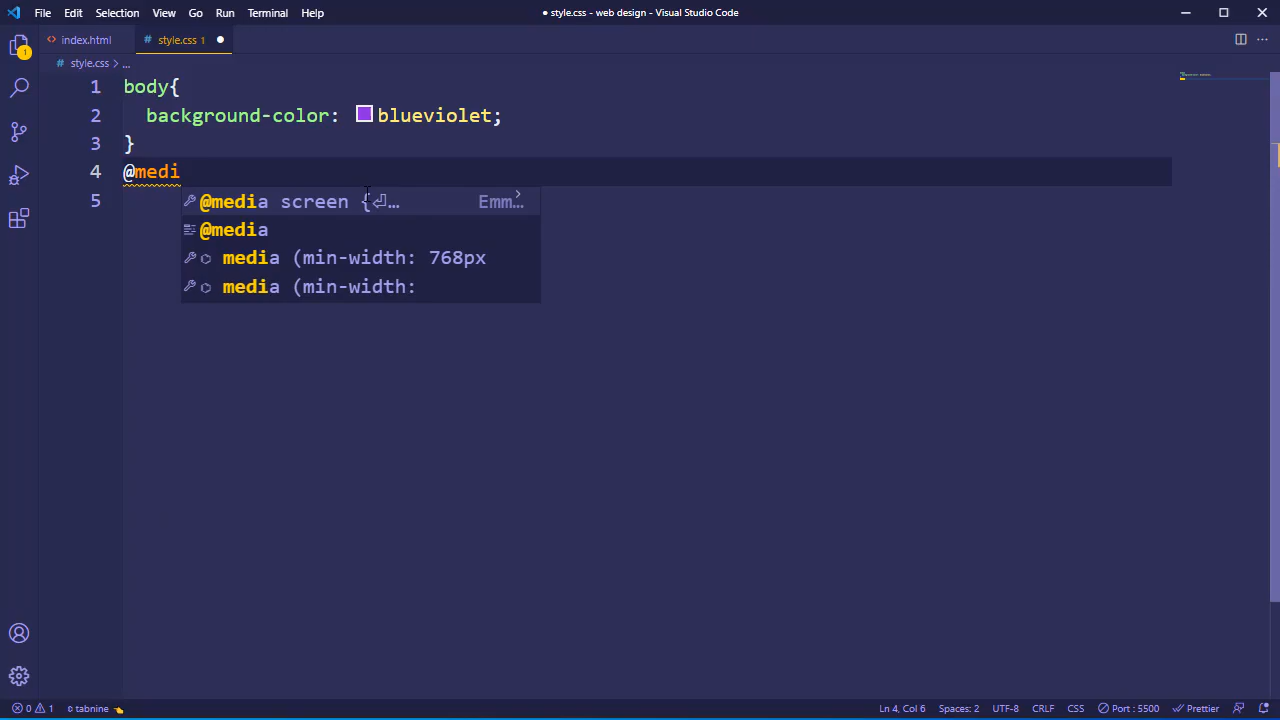 File Edit Selection View Go Run Terminal Help ● style.css - web design - Visual Studio Code
<> index.html # style.css 1 ●
# style.css > ...
1 body{
2 background-color: blueviolet;
3 }
4 @medi
5
@media screen {⏎… Emm…
@media
media (min-width: 768px
media (min-width:
1
0 1 tabnine Ln 4, Col 6 Spaces: 2 UTF-8 CRLF CSS Port : 5500 Prettier